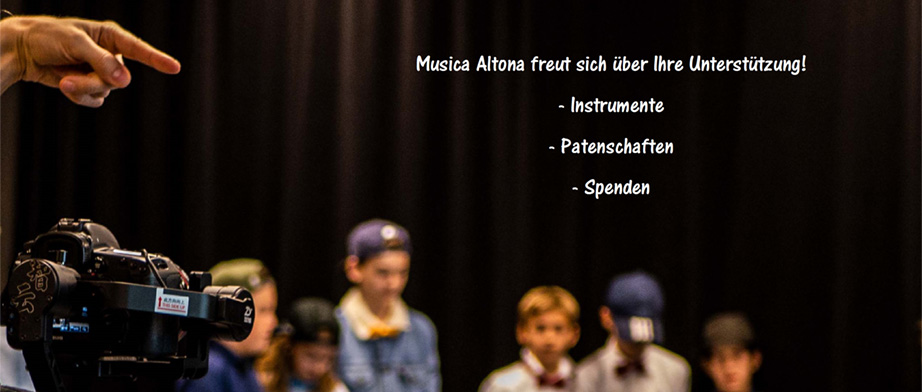 Musica Altona freut sich über Ihre Unterstützung!
- Instrumente
- Patenschaften
- Spenden